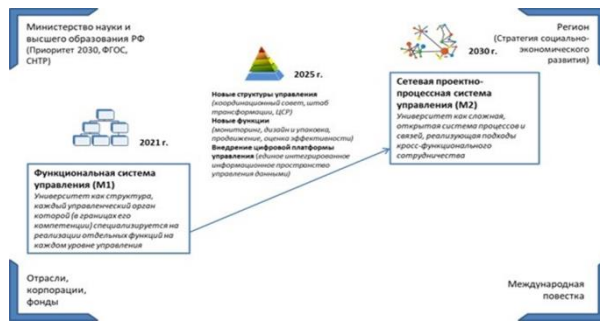 Министерство науки и
высшего образования РФ
(Приоритет 2030, ФГОС,
СНТР)
Регион
(Стратегия социально-
экономического
развития)
2021 г.
Функциональная система
управления (М1)
Университет как структура,
каждый управленческий орган
которой (в границах его
компетенции) специализируется на
реализации отдельных функций на
каждом уровне управления
2025 г.
Новые структуры управления
(координационный совет, штаб
трансформации, ЦСР)
Новые функции
(мониторинг, дизайн и упаковка,
продвижение, оценка эффективности)
Внедрение цифровой платформы
управления (единое интегрированное
информационное пространство
управления данными)
2030 г.
Сетевая проектно-
процессная система
управления (М2)
Университет как сложная,
открытая система процессов и
связей, реализующая подходы
кросс-функционального
сотрудничества
Отрасли,
корпорации,
фонды
Международная
повестка